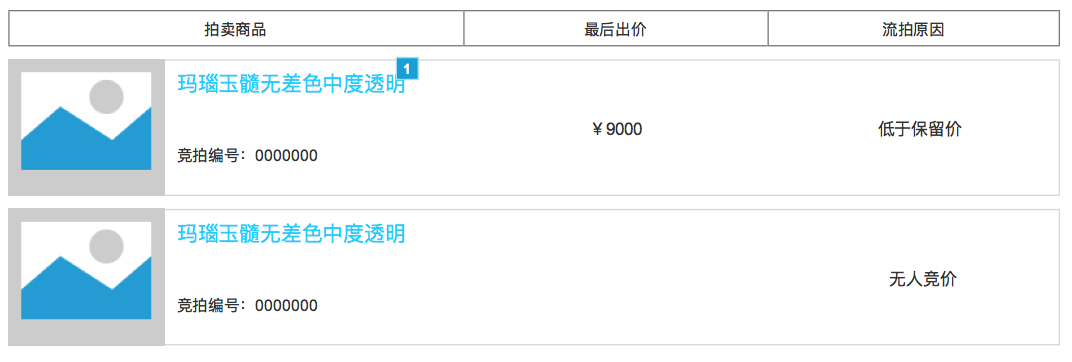 拍卖商品 最后出价 流拍原因
1
玛瑙玉髓无差色中度透明
￥9000 低于保留价
竞拍编号：0000000
玛瑙玉髓无差色中度透明
无人竞价
竞拍编号：0000000